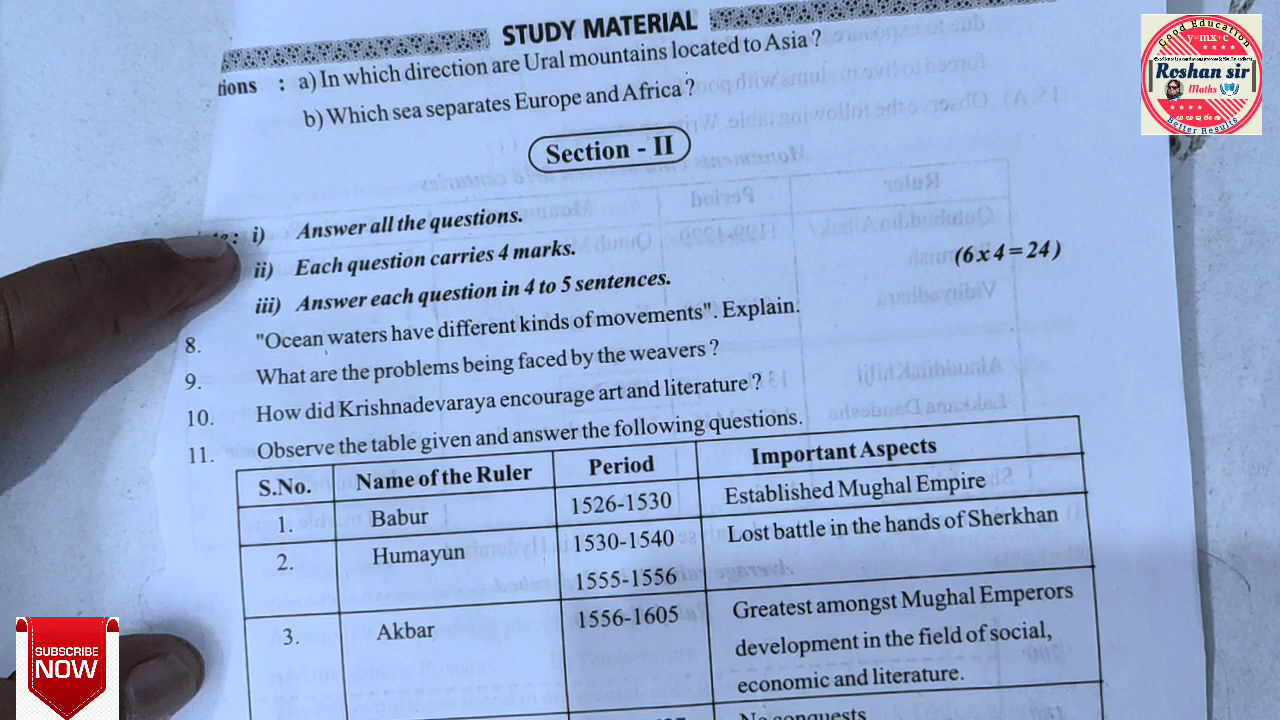 STUDY MATERIAL
tions : a) In which direction are Ural mountains located to Asia ?
b) Which sea separates Europe and Africa ?
Section - II
i) Answer all the questions.
ii) Each question carries 4 marks.
(6 x 4 = 24)
iii) Answer each question in 4 to 5 sentences.
8. "Ocean waters have different kinds of movements". Explain.
9. What are the problems being faced by the weavers ?
10. How did Krishnadevaraya encourage art and literature ?
11. Observe the table given and answer the following questions.
S.No. Name of the Ruler Period Important Aspects
1. Babur 1526-1530 Established Mughal Empire
2. Humayun 1530-1540 Lost battle in the hands of Sherkhan
1555-1556
3. Akbar 1556-1605 Greatest amongst Mughal Emperors
development in the field of social,
economic and literature.
No conquests
Good Education
y=mx+c
Roshan sir
Maths
Better Results
SUBSCRIBE
NOW